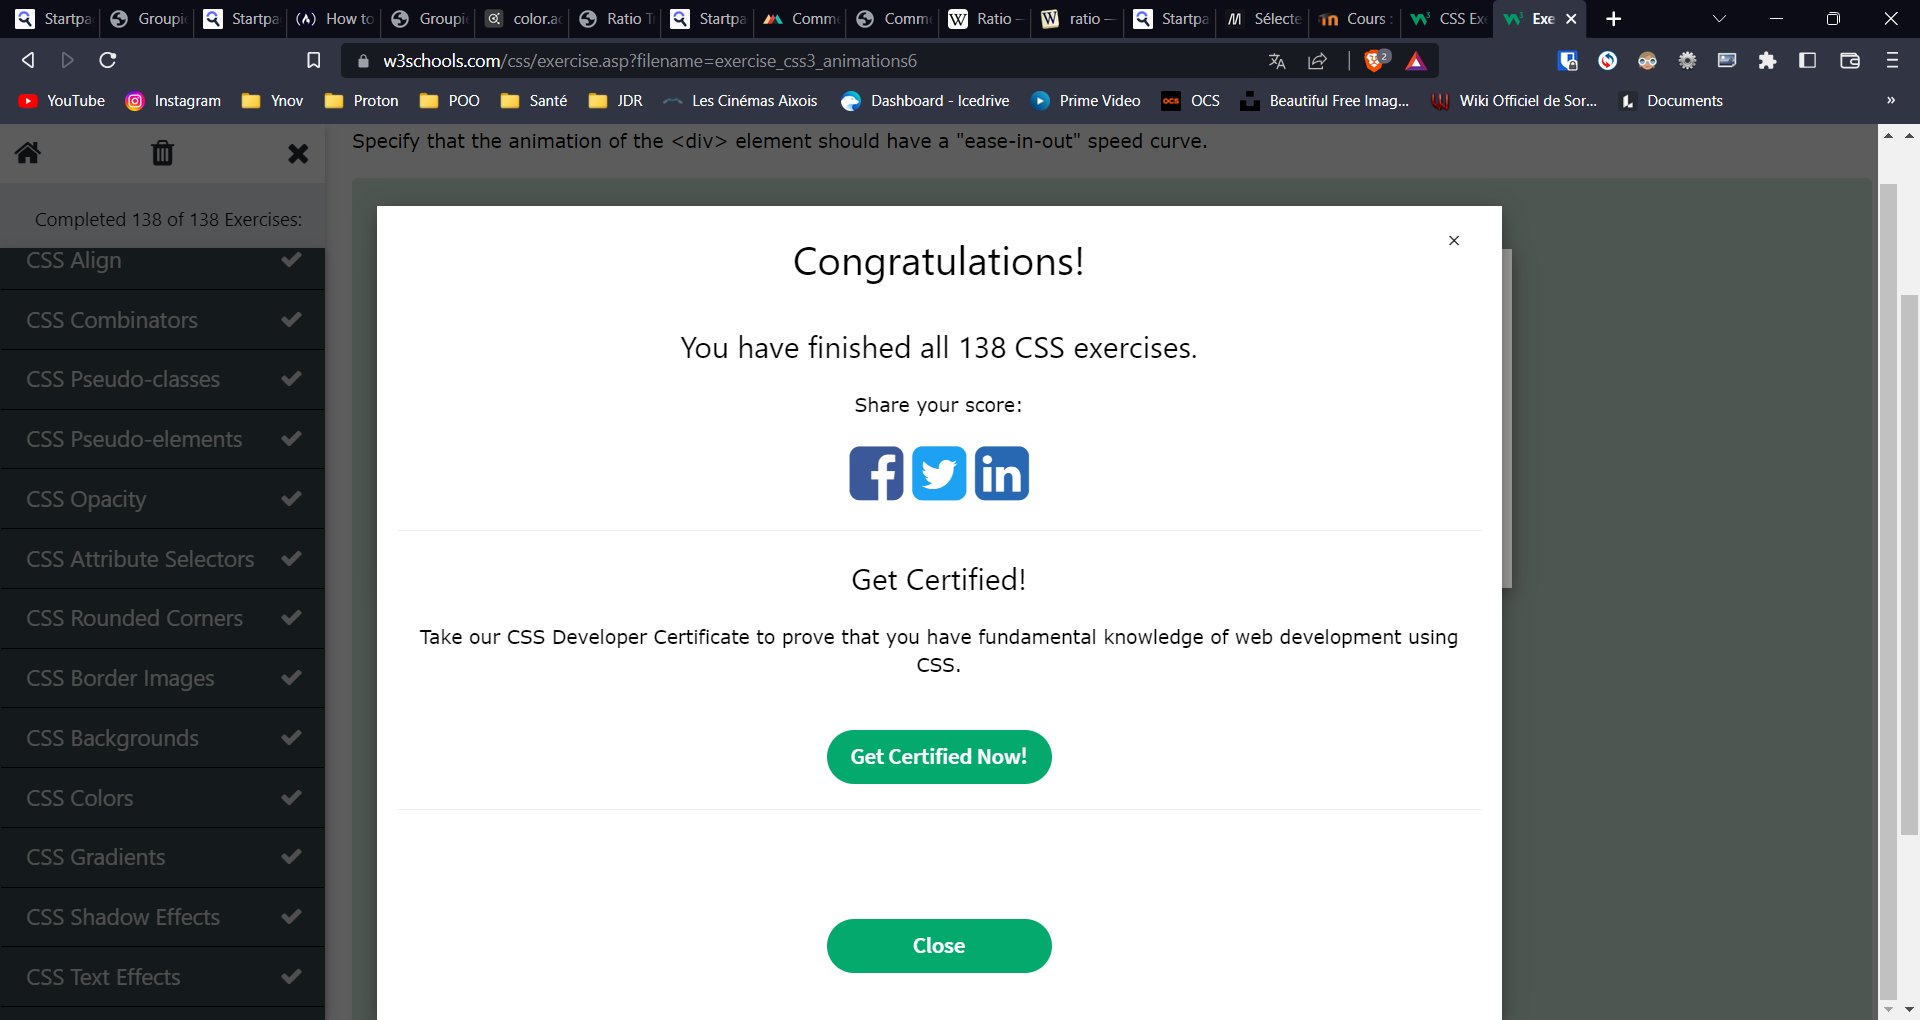 Startpa Groupi Startpa How to Groupi color.ac Ratio T Startpa Comm Comm Ratio — ratio — Startpa Sélecte Cours : CSS Ex Exe
w3schools.com/css/exercise.asp?filename=exercise_css3_animations6 2
YouTube Instagram Ynov Proton POO Santé JDR Les Cinémas Aixois Dashboard - Icedrive Prime Video OCS Beautiful Free Imag... Wiki Officiel de Sor... Documents »
Specify that the animation of the <div> element should have a "ease-in-out" speed curve.
Completed 138 of 138 Exercises:
CSS Align
CSS Combinators
CSS Pseudo-classes
CSS Pseudo-elements
CSS Opacity
CSS Attribute Selectors
CSS Rounded Corners
CSS Border Images
CSS Backgrounds
CSS Colors
CSS Gradients
CSS Shadow Effects
CSS Text Effects
×
Congratulations!
You have finished all 138 CSS exercises.
Share your score:
Get Certified!
Take our CSS Developer Certificate to prove that you have fundamental knowledge of web development using
CSS.
Get Certified Now!
Close